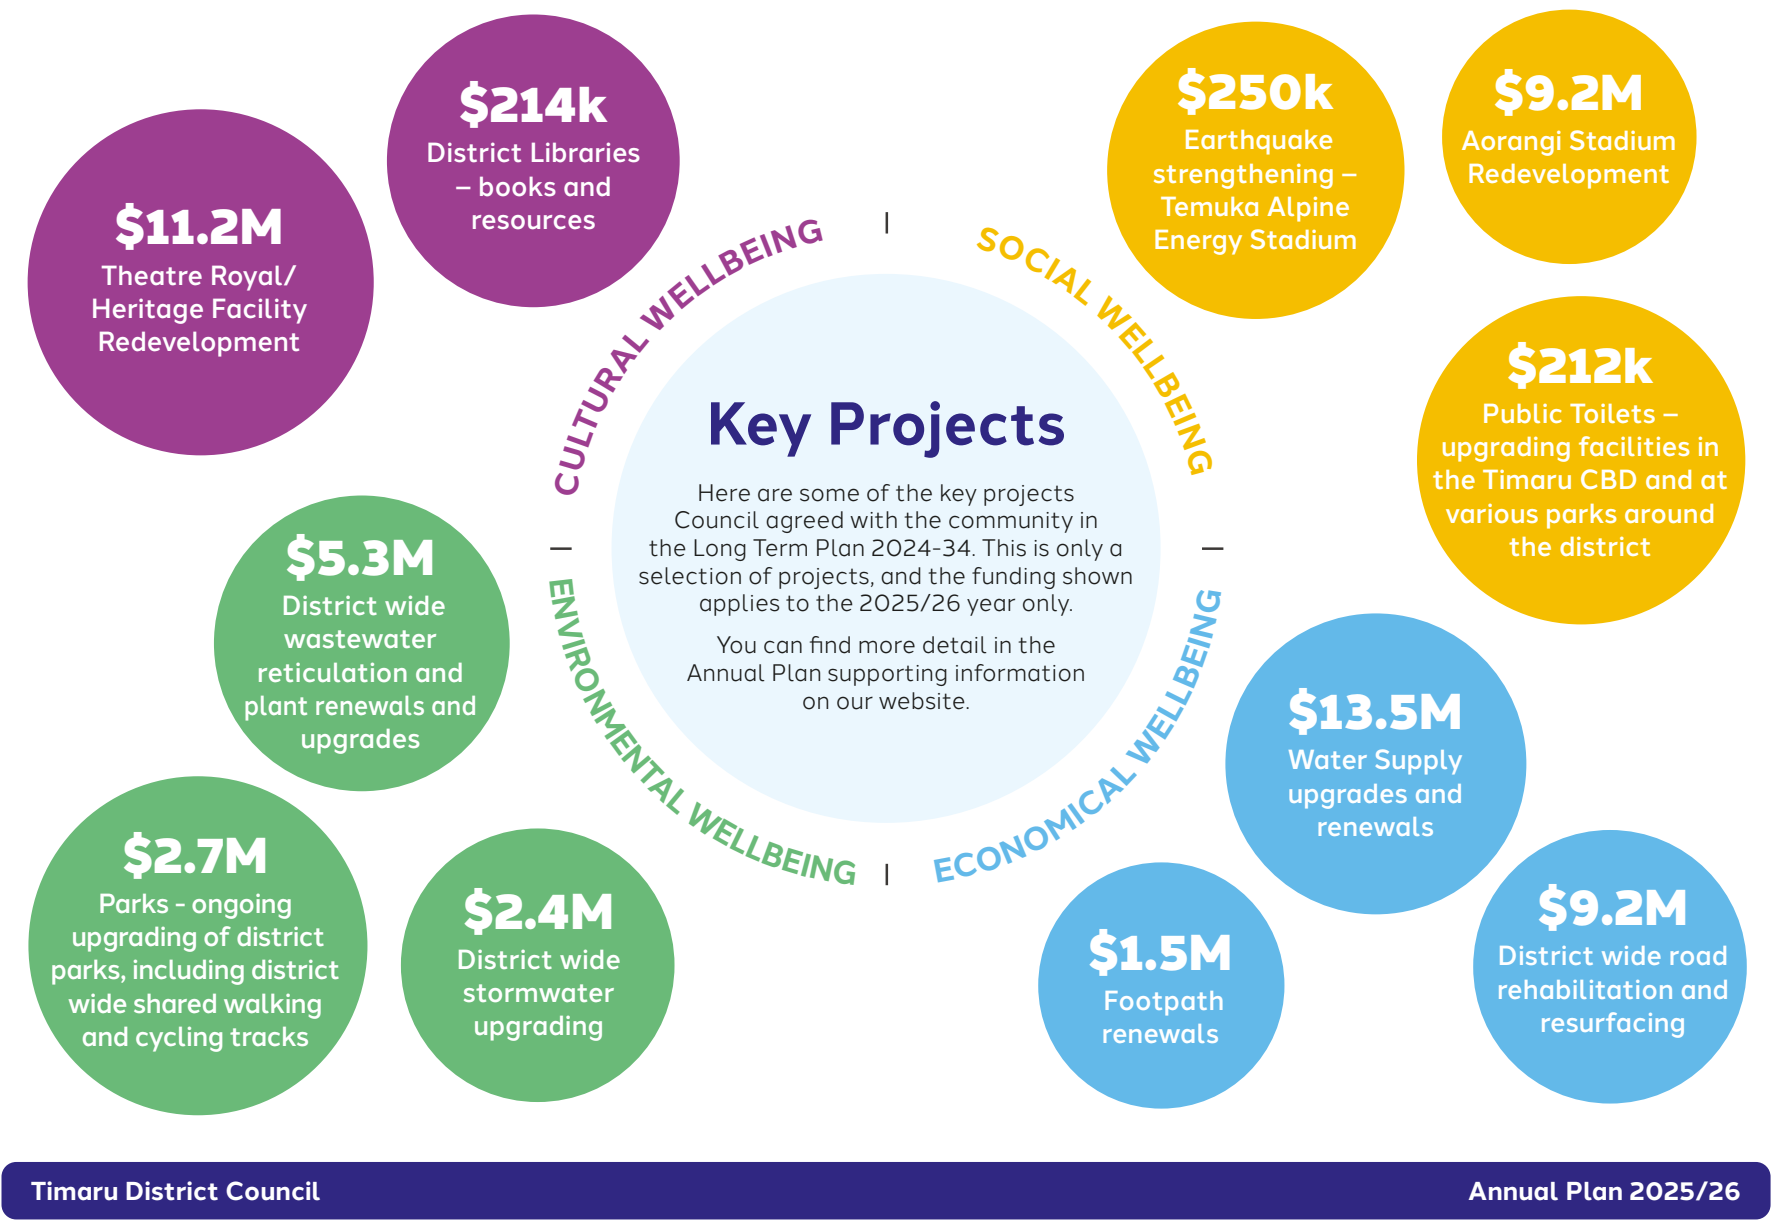 $11.2M
Theatre Royal/
Heritage Facility
Redevelopment
$214k
District Libraries
– books and
resources
CULTURAL WELLBEING
SOCIAL WELLBEING
$250k
Earthquake
strengthening –
Temuka Alpine
Energy Stadium
$9.2M
Aorangi Stadium
Redevelopment
$212k
Public Toilets –
upgrading facilities in
the Timaru CBD and at
various parks around
the district
Key Projects
Here are some of the key projects
Council agreed with the community in
the Long Term Plan 2024-34. This is only a
selection of projects, and the funding shown
applies to the 2025/26 year only.
You can find more detail in the
Annual Plan supporting information
on our website.
$5.3M
District wide
wastewater
reticulation and
plant renewals and
upgrades
$2.7M
Parks - ongoing
upgrading of district
parks, including district
wide shared walking
and cycling tracks
$2.4M
District wide
stormwater
upgrading
ENVIRONMENTAL WELLBEING
ECONOMICAL WELLBEING
$13.5M
Water Supply
upgrades and
renewals
$1.5M
Footpath
renewals
$9.2M
District wide road
rehabilitation and
resurfacing
Timaru District Council
Annual Plan 2025/26